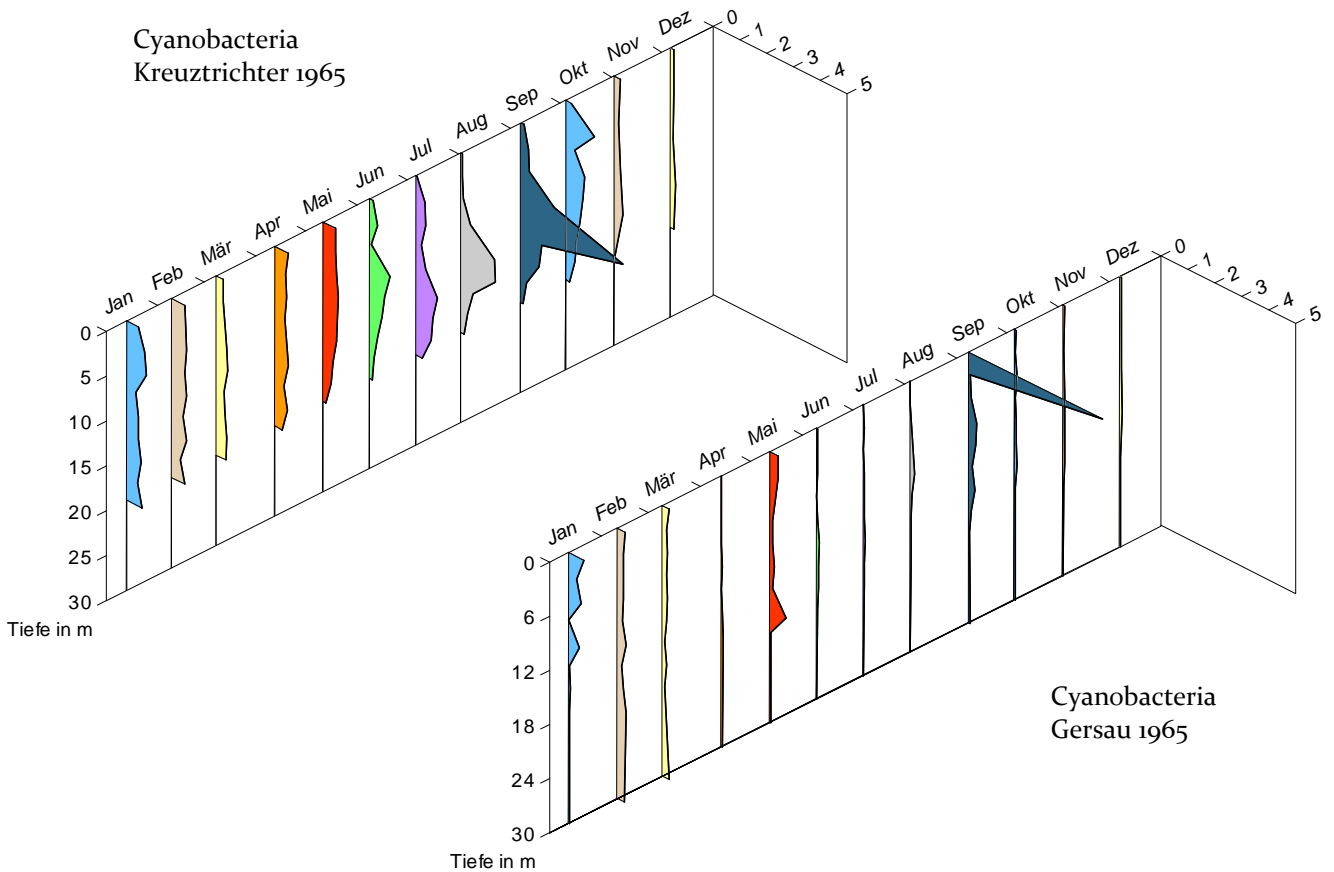 Cyanobacteria
Kreuztrichter 1965
Jan
Feb
Mär
Apr
Mai
Jun
Jul
Aug
Sep
Okt
Nov
Dez
0
1
2
3
4
5
0
5
10
15
20
25
30
Tiefe in m
Jan
Feb
Mär
Apr
Mai
Jun
Jul
Aug
Sep
Okt
Nov
Dez
0
1
2
3
4
5
0
6
12
18
24
30
Tiefe in m
Cyanobacteria
Gersau 1965